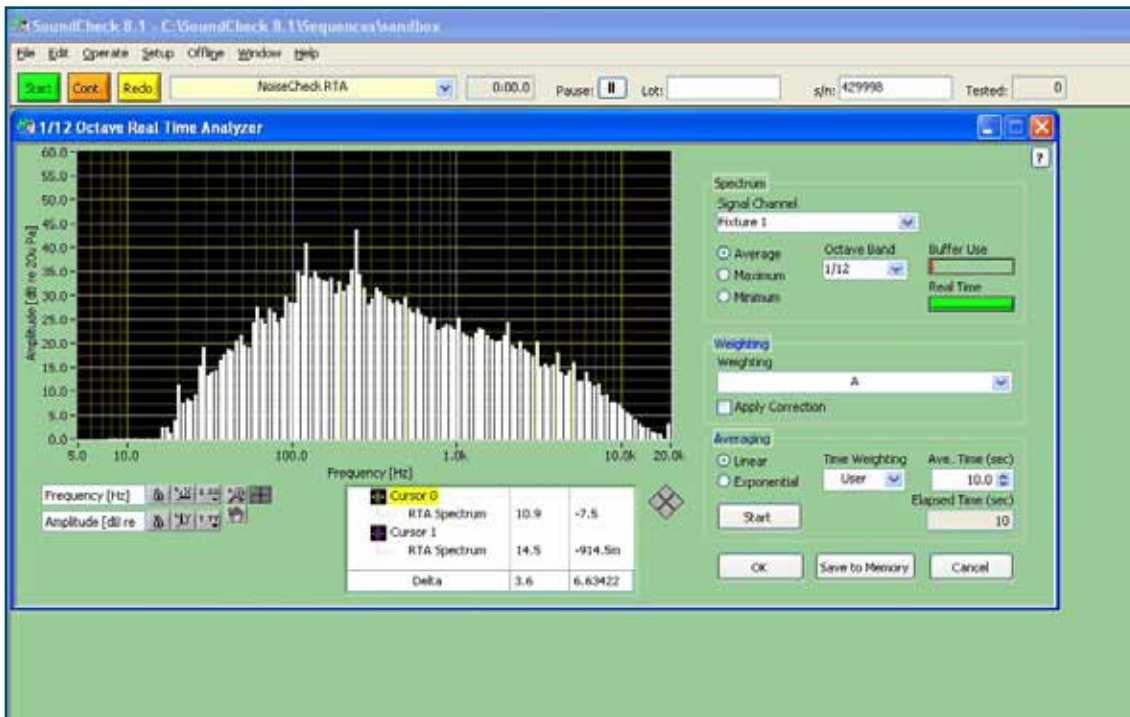 SoundCheck 8.1 - C:\SoundCheck 8.1\Sequences\sandbox
File Edit Operate Setup Offline Window Help
Start Cont. Redo NoiseCheck RTA 0:00.0 Pause: Lot: s/n: 429998 Tested: 0
1/12 Octave Real Time Analyzer
?
60.0
55.0
50.0
45.0
40.0
35.0
30.0
25.0
20.0
15.0
10.0
5.0
0.0
Amplitude [dB re 20u Pa]
5.0 10.0 100.0 1.0k 10.0k 20.0k
Frequency [Hz]
Frequency [Hz]
Amplitude [dB re
Cursor 0
RTA Spectrum 10.9 -7.5
Cursor 1
RTA Spectrum 14.5 -914.5m
Delta 3.6 6.63422
Spectrum
Signal Channel
Fixture 1
Average Octave Band Buffer Use
Maximum 1/12
Minimum Real Time
Weighting
Weighting
A
Apply Correction
Averaging
Linear Time Weighting Ave. Time (sec)
Exponential User 10.0
Elapsed Time (sec)
Start 10
OK Save to Memory Cancel